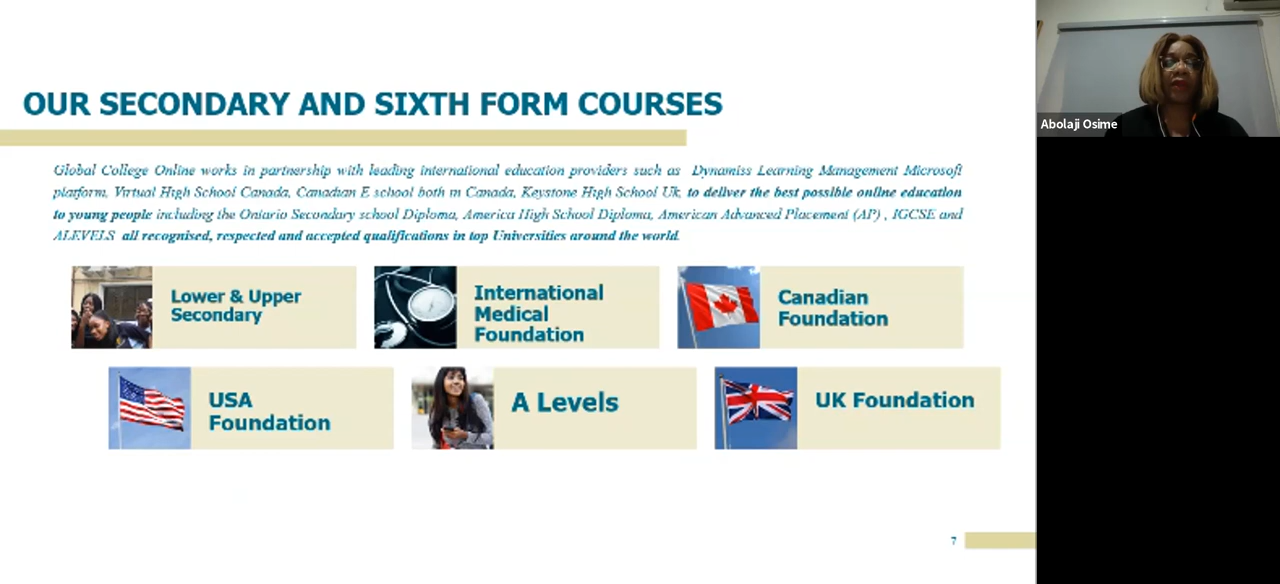 OUR SECONDARY AND SIXTH FORM COURSES
Global College Online works in partnership with leading international education providers such as Dynamiss Learning Management Microsoft
platform, Virtual High School Canada, Canadian E school both in Canada, Keystone High School Uk, to deliver the best possible online education
to young people including the Ontario Secondary school Diploma, America High School Diploma, American Advanced Placement (AP) , IGCSE and
ALEVELS all recognised, respected and accepted qualifications in top Universities around the world.
Lower & Upper
Secondary
International
Medical
Foundation
Canadian
Foundation
USA
Foundation
A Levels
UK Foundation
7
Abolaji Osime